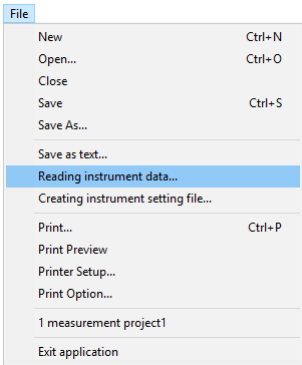 File
New Ctrl+N
Open... Ctrl+O
Close
Save Ctrl+S
Save As...
Save as text...
Reading instrument data...
Creating instrument setting file...
Print... Ctrl+P
Print Preview
Printer Setup...
Print Option...
1 measurement project1
Exit application